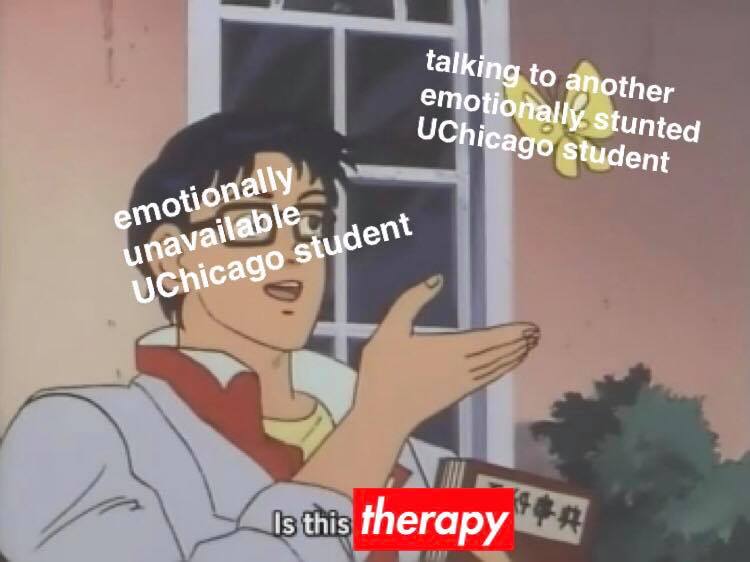 talking to another
emotionally stunted
UChicago student
emotionally
unavailable
UChicago student
Is this therapy